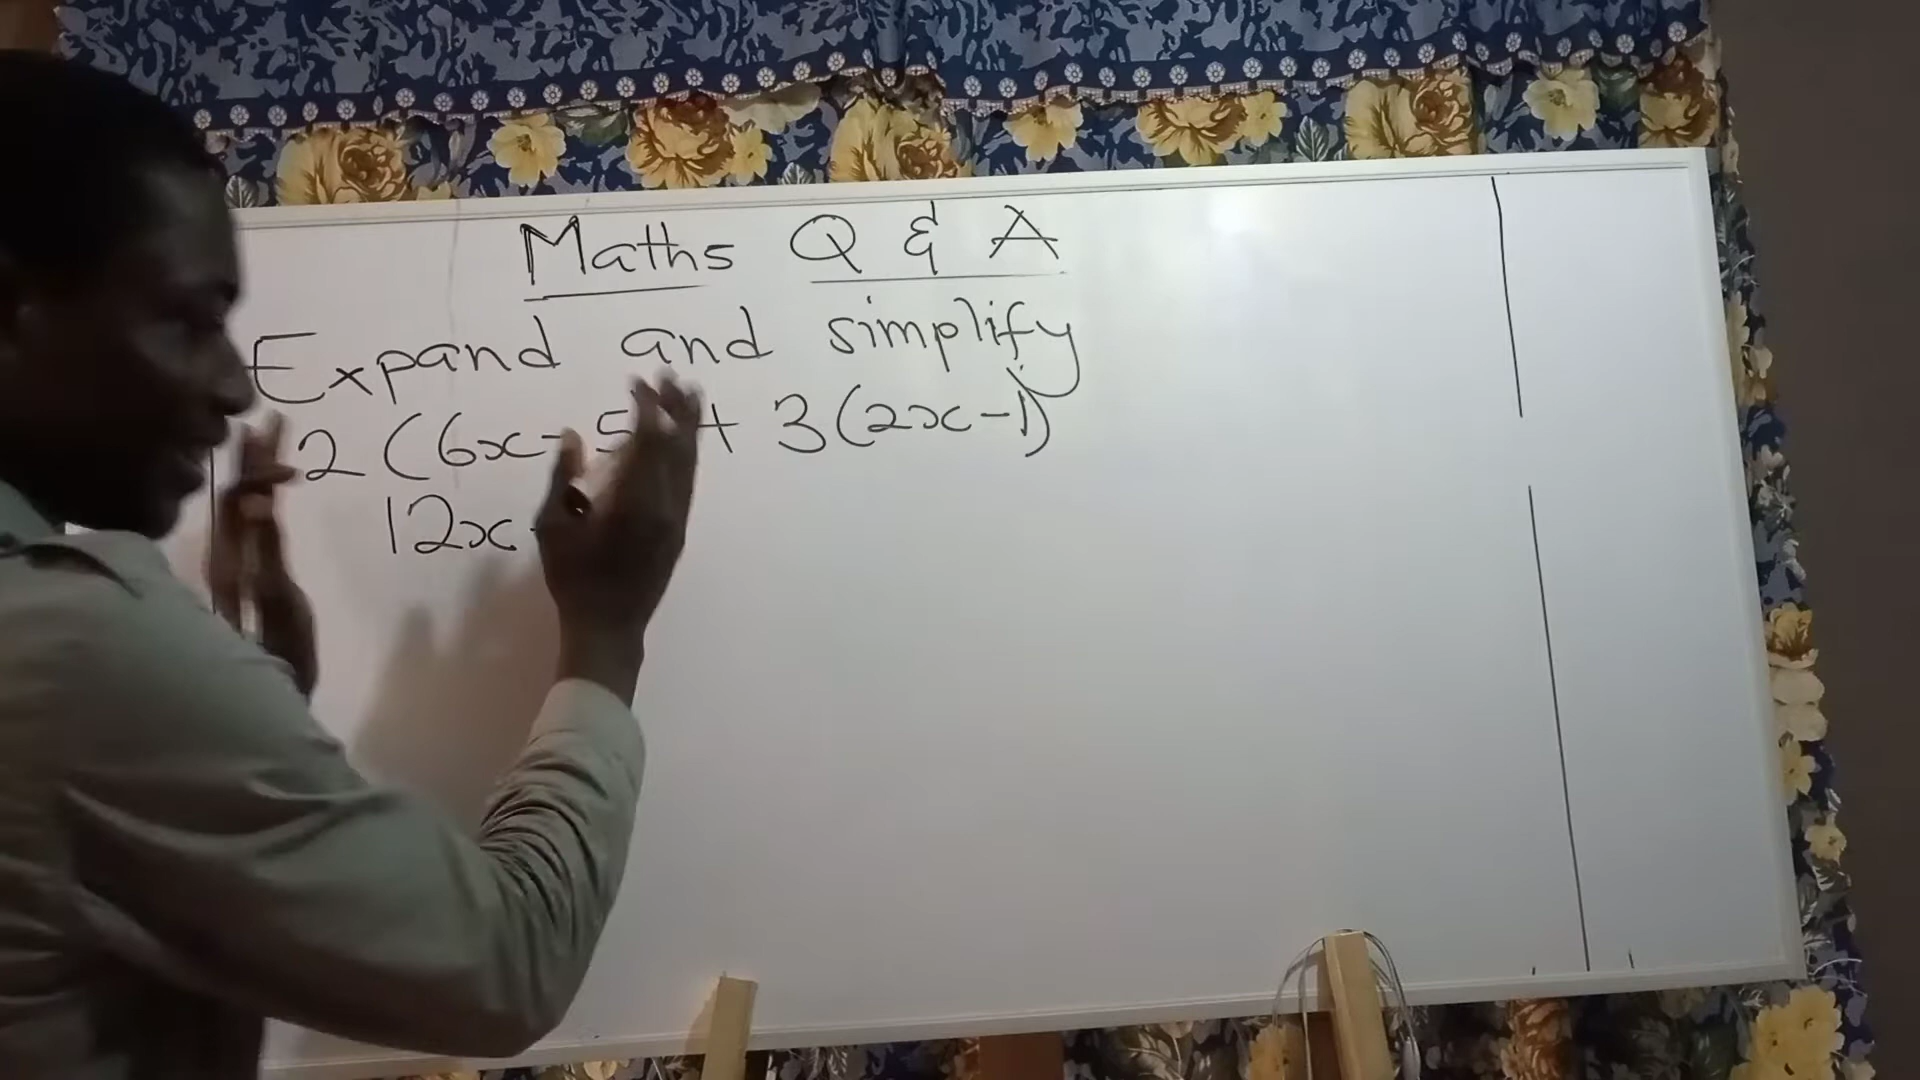 Maths Q & A
Expand and simplify
2 (6x - 5 + 3 (2x - 1)
12x -